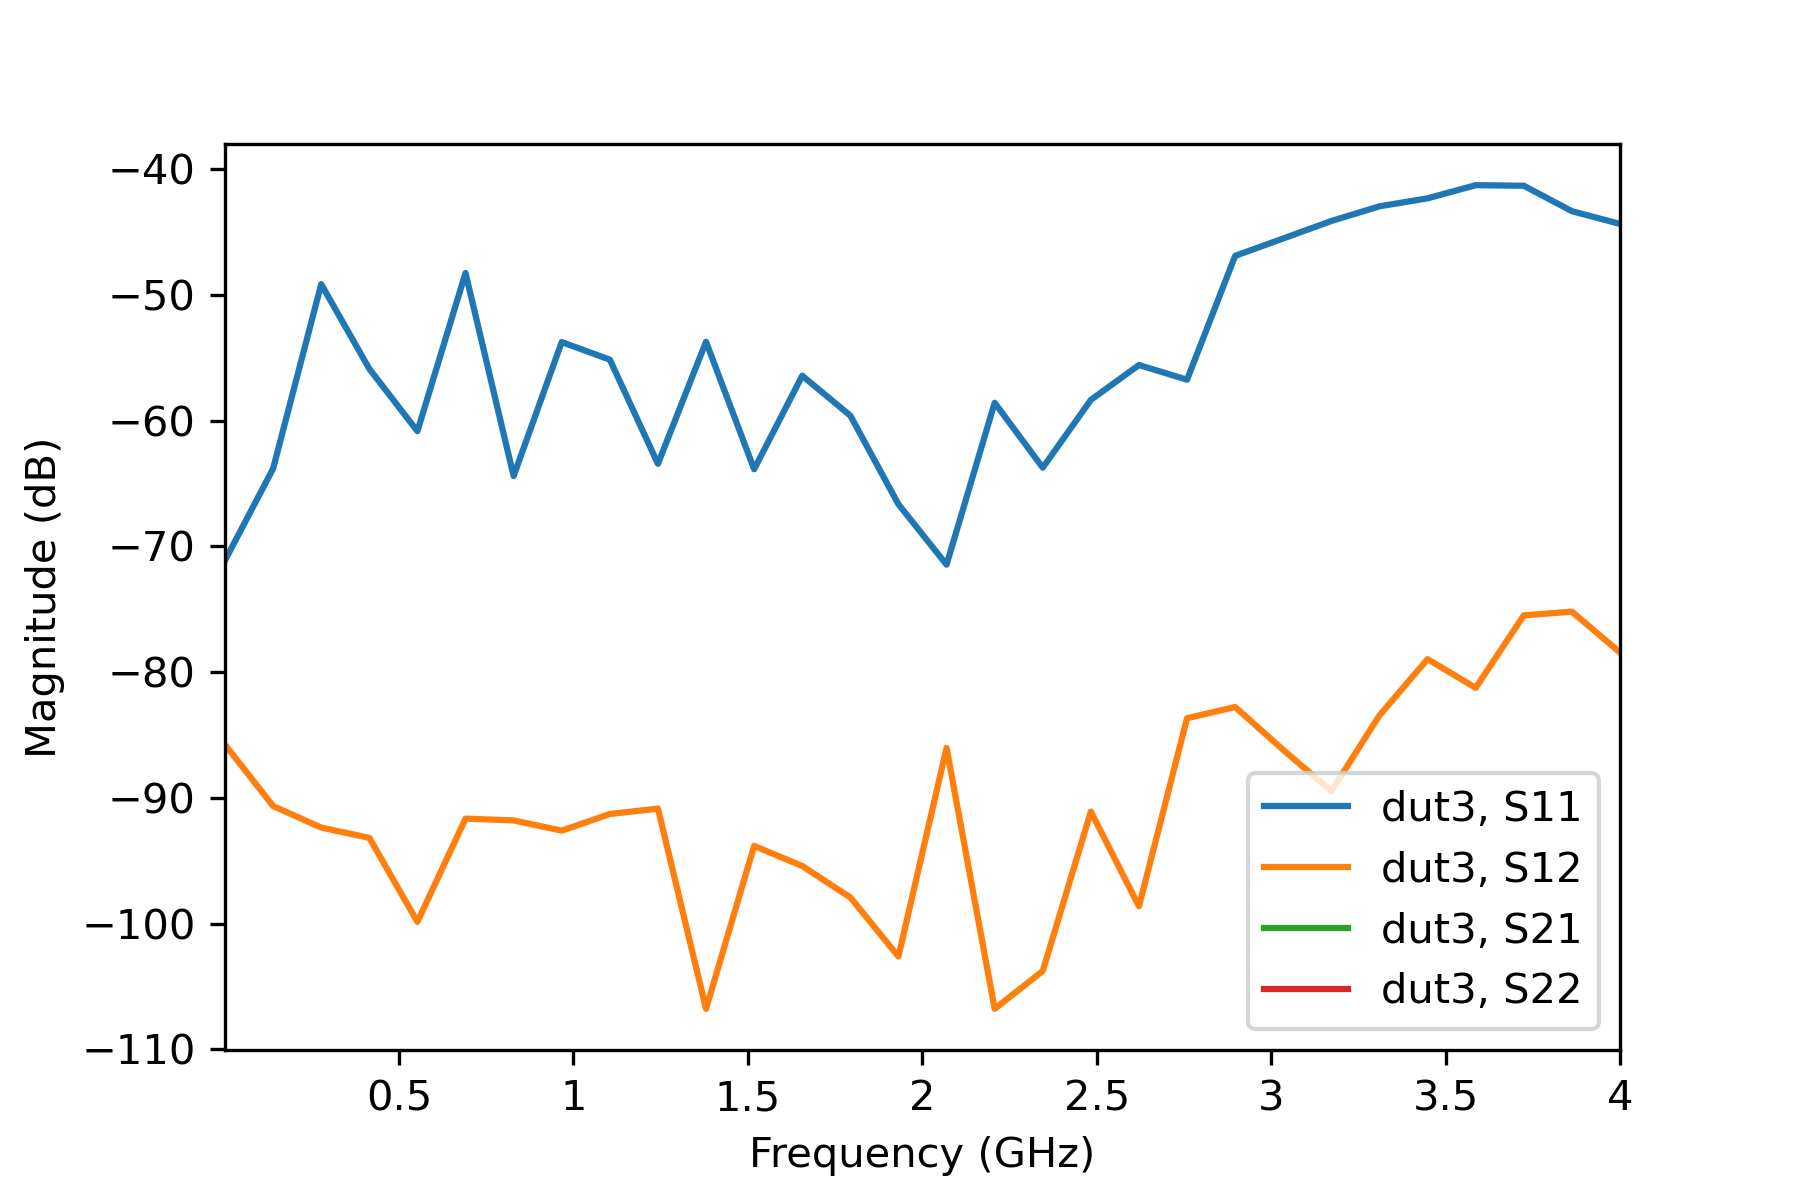 −40
−50
−60
−70
−80
−90
−100
−110
Magnitude (dB)
dut3, S11
dut3, S12
dut3, S21
dut3, S22
0.5 1 1.5 2 2.5 3 3.5 4
Frequency (GHz)